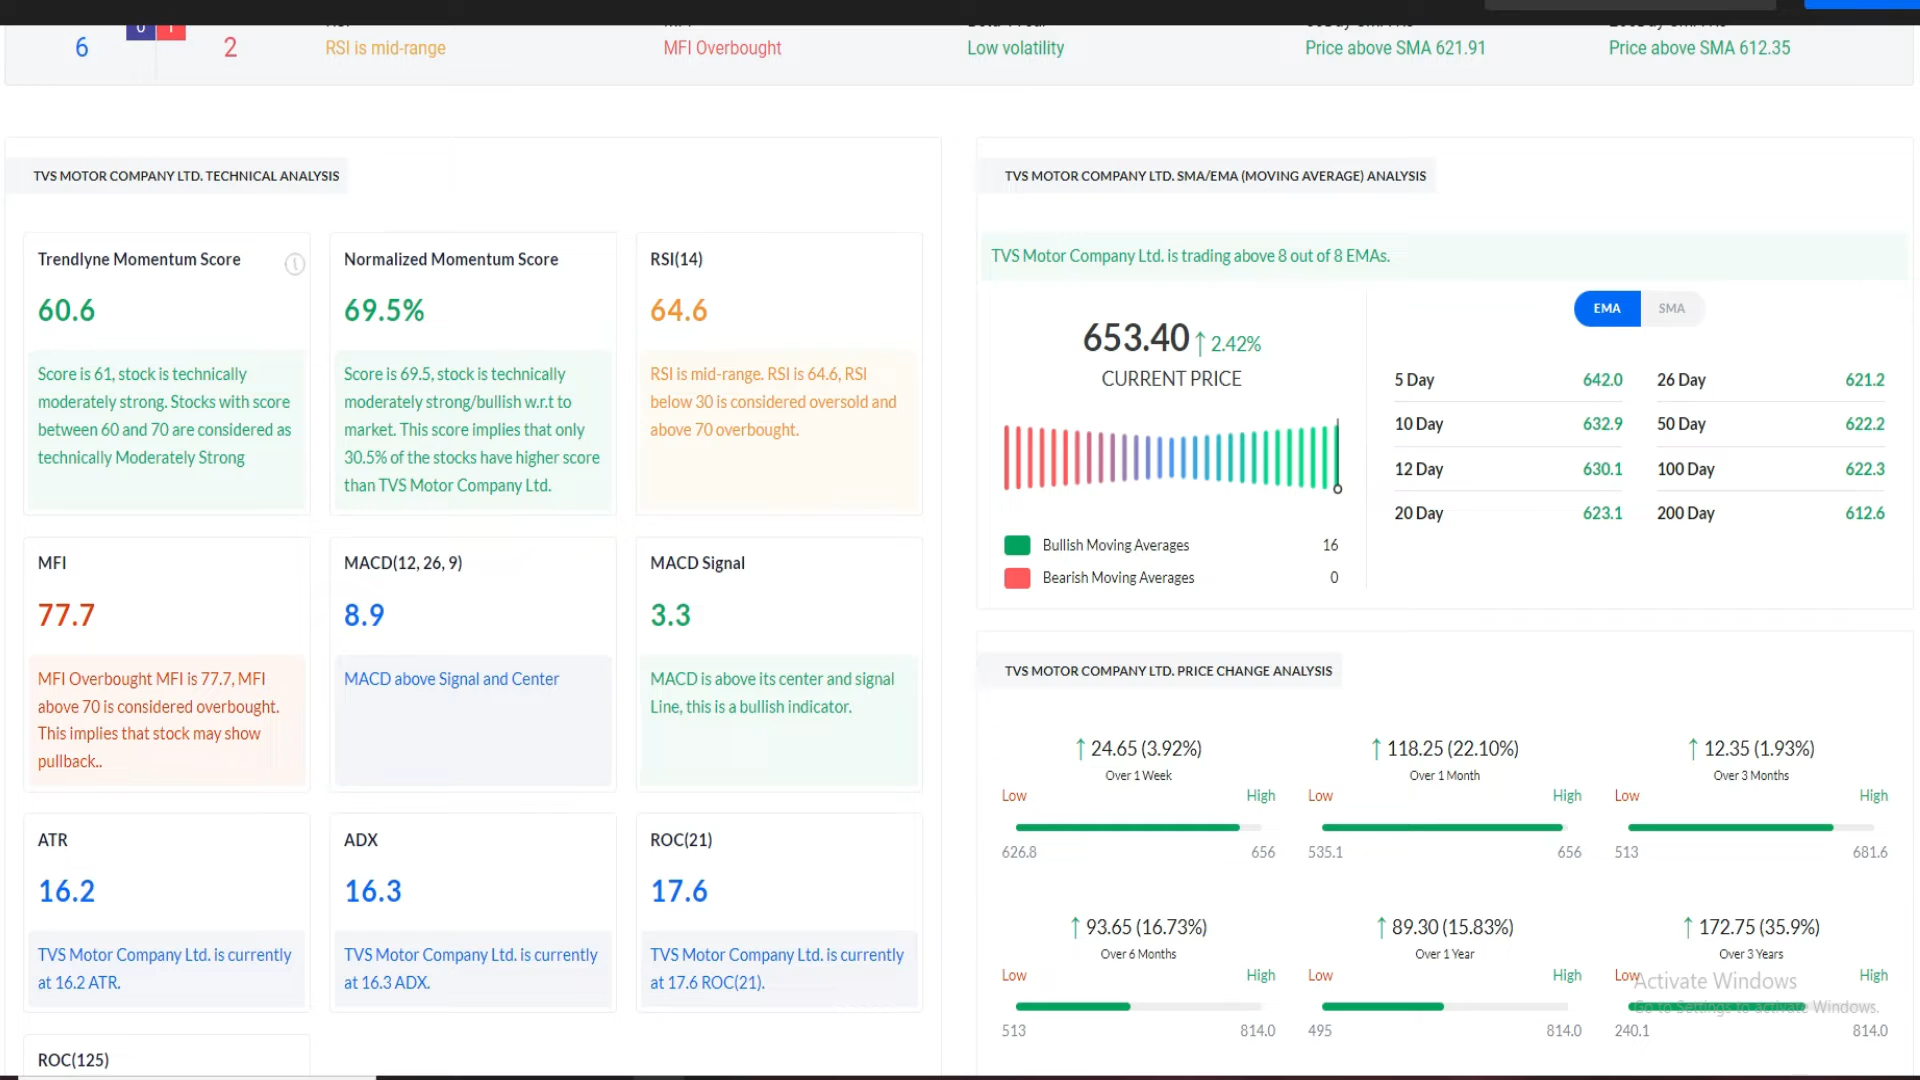 6
0 1
2
RSI is mid-range
MFI Overbought
Low volatility
Price above SMA 621.91
Price above SMA 612.35
TVS MOTOR COMPANY LTD. TECHNICAL ANALYSIS
Trendlyne Momentum Score
60.6
Score is 61, stock is technically
moderately strong. Stocks with score
between 60 and 70 are considered as
technically Moderately Strong
Normalized Momentum Score
69.5%
Score is 69.5, stock is technically
moderately strong/bullish w.r.t to
market. This score implies that only
30.5% of the stocks have higher score
than TVS Motor Company Ltd.
RSI(14)
64.6
RSI is mid-range. RSI is 64.6, RSI
below 30 is considered oversold and
above 70 overbought.
MFI
77.7
MFI Overbought MFI is 77.7, MFI
above 70 is considered overbought.
This implies that stock may show
pullback..
MACD(12, 26, 9)
8.9
MACD above Signal and Center
MACD Signal
3.3
MACD is above its center and signal
Line, this is a bullish indicator.
ATR
16.2
TVS Motor Company Ltd. is currently
at 16.2 ATR.
ADX
16.3
TVS Motor Company Ltd. is currently
at 16.3 ADX.
ROC(21)
17.6
TVS Motor Company Ltd. is currently
at 17.6 ROC(21).
ROC(125)
TVS MOTOR COMPANY LTD. SMA/EMA (MOVING AVERAGE) ANALYSIS
TVS Motor Company Ltd. is trading above 8 out of 8 EMAs.
653.40 ↑ 2.42%
CURRENT PRICE
Bullish Moving Averages 16
Bearish Moving Averages 0
EMA SMA
5 Day 642.0 26 Day 621.2
10 Day 632.9 50 Day 622.2
12 Day 630.1 100 Day 622.3
20 Day 623.1 200 Day 612.6
TVS MOTOR COMPANY LTD. PRICE CHANGE ANALYSIS
↑ 24.65 (3.92%)
Over 1 Week
Low High
626.8 656
↑ 118.25 (22.10%)
Over 1 Month
Low High
535.1 656
↑ 12.35 (1.93%)
Over 3 Months
Low High
513 681.6
↑ 93.65 (16.73%)
Over 6 Months
Low High
513 814.0
↑ 89.30 (15.83%)
Over 1 Year
Low High
495 814.0
↑ 172.75 (35.9%)
Over 3 Years
Low High
240.1 814.0
Activate Windows
Go to Settings to activate Windows.